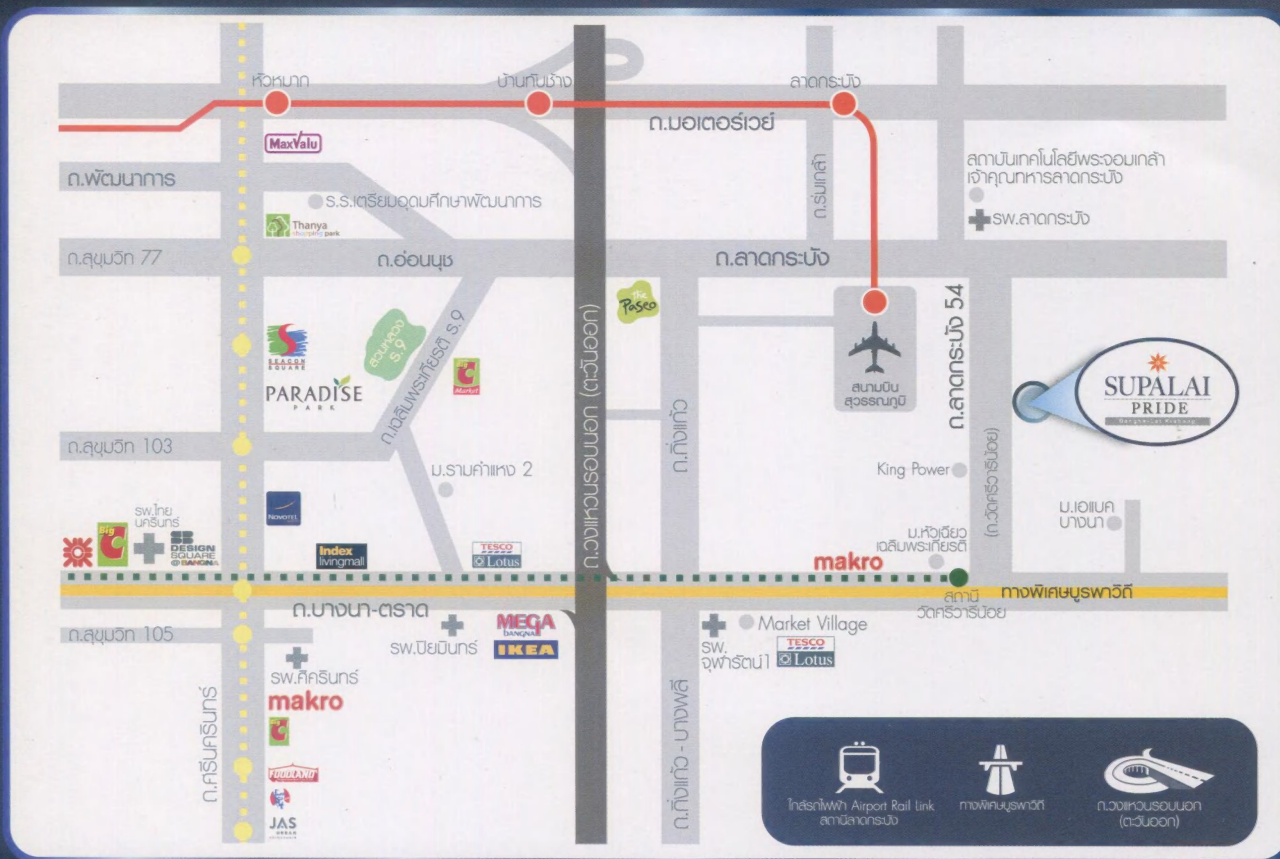 หัวหมาก
บ้านทับช้าง
ลาดกระบัง
ถ.มอเตอร์เวย์
MaxValu
ถ.พัฒนาการ
ร.ร.เตรียมอุดมศึกษาพัฒนาการ
Thanya
shopping park
ถ.ร่มเกล้า
สถาบันเทคโนโลยีพระจอมเกล้า
เจ้าคุณทหารลาดกระบัง
รพ.ลาดกระบัง
ถ.สุขุมวิท 77
ถ.อ่อนนุช
ถ.ลาดกระบัง
The
Paseo
สวนหลวง
ร.9
ถ.เฉลิมพระเกียรติ ร.9
SEACON
SQUARE
PARADISE
PARK
Big
C
Market
ถ.วงแหวนรอบนอก (ตะวันออก)
ถ.กิ่งแก้ว
สนามบิน
สุวรรณภูมิ
ถ.ลาดกระบัง 54
(ถ.วัดศรีวารีน้อย)
SUPALAI
PRIDE
ถ.สุขุมวิท 103
ม.รามคำแหง 2
King Power
ม.เอแบค
บางนา
Novotel
รพ.ไทย
นครินทร์
Big
C
SB
DESIGN
SQUARE
@BANGNA
Index
livingmall
TESCO
Lotus
makro
ม.หัวเฉียว
เฉลิมพระเกียรติ
สถานี
วัดศรีวารีน้อย
ทางพิเศษบูรพาวิถี
ถ.บางนา-ตราด
ถ.สุขุมวิท 105
รพ.ศิครินทร์
รพ.ปิยมินทร์
MEGA
BANGNA
IKEA
รพ.
จุฬารัตน์1
Market Village
TESCO
Lotus
ถ.ศรีนครินทร์
makro
Big
C
FOODLAND
JAS
URBAN
ถ.กิ่งแก้ว - บางพลี
ใกล้รถไฟฟ้า Airport Rail Link
สถานีลาดกระบัง
ทางพิเศษบูรพาวิถี
ถ.วงแหวนรอบนอก
(ตะวันออก)